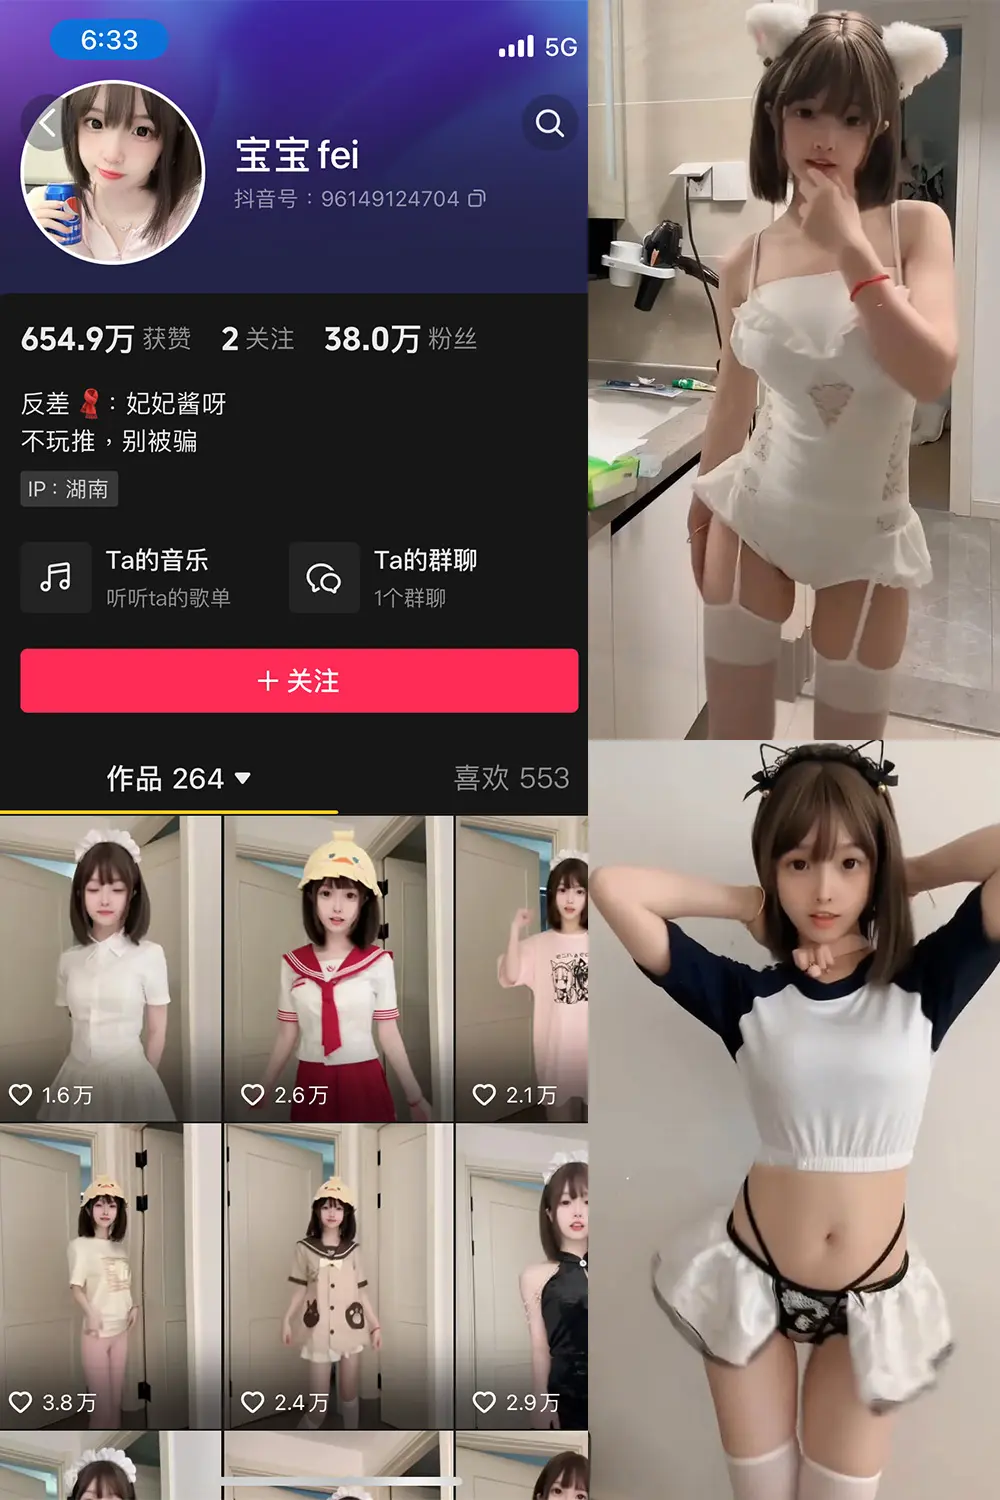 6:33
5G
宝宝fei
抖音号：96149124704
654.9万 获赞 2 关注 38.0万 粉丝
反差🧣：妃妃酱呀
不玩推，别被骗
IP：湖南
Ta的音乐
听听ta的歌单
Ta的群聊
1个群聊
＋关注
作品 264
喜欢 553
1.6万
2.6万
2.1万
3.8万
2.4万
2.9万